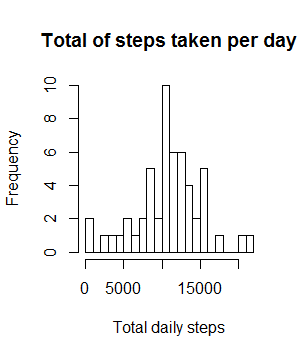 Total of steps taken per day
Frequency
10
8
6
4
2
0
0 5000 15000
Total daily steps